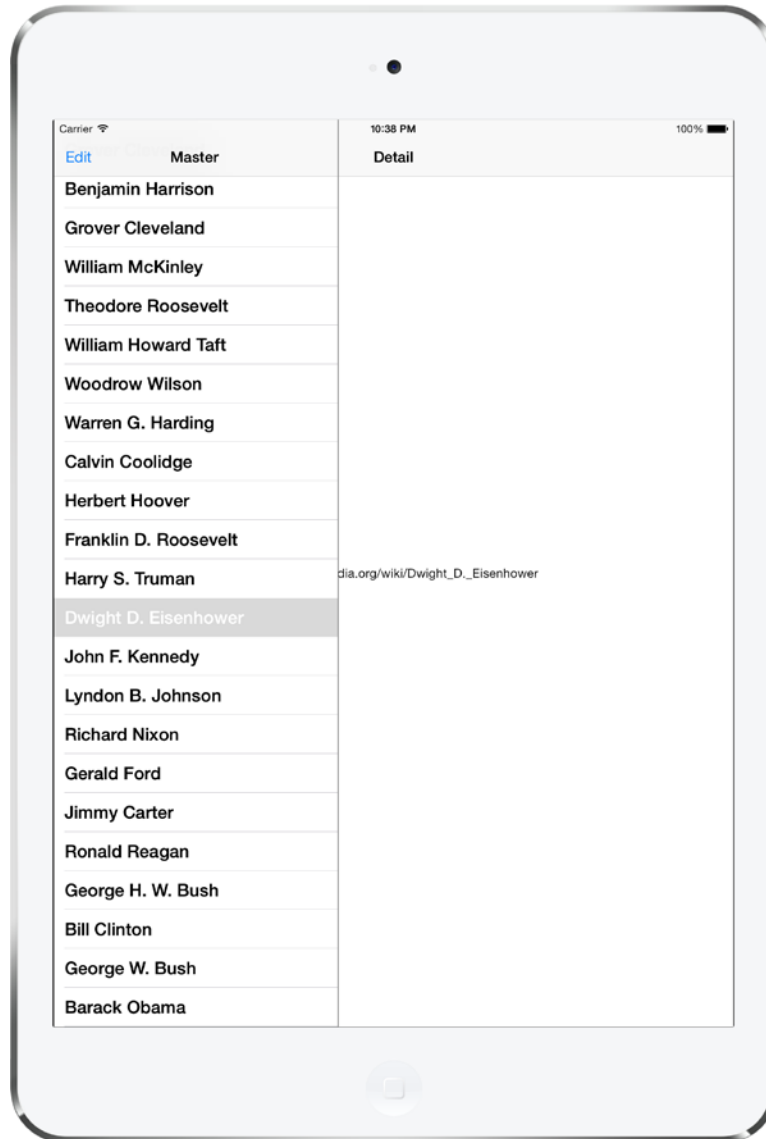 Carrier 10:38 PM 100%
Edit Master Detail
Benjamin Harrison
Grover Cleveland
William McKinley
Theodore Roosevelt
William Howard Taft
Woodrow Wilson
Warren G. Harding
Calvin Coolidge
Herbert Hoover
Franklin D. Roosevelt
Harry S. Truman
dia.org/wiki/Dwight_D._Eisenhower
Dwight D. Eisenhower
John F. Kennedy
Lyndon B. Johnson
Richard Nixon
Gerald Ford
Jimmy Carter
Ronald Reagan
George H. W. Bush
Bill Clinton
George W. Bush
Barack Obama